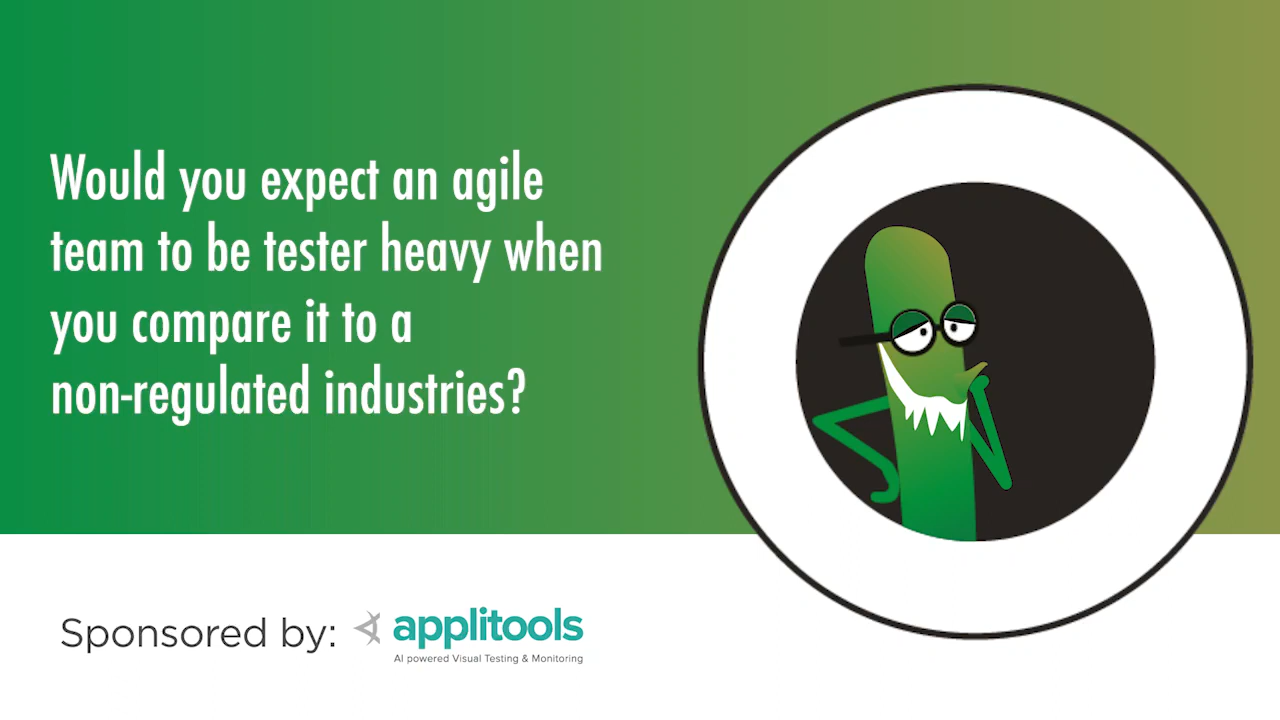 Would you expect an agile
team to be tester heavy when
you compare it to a
non-regulated industries?
Sponsored by: applitools
AI powered Visual Testing & Monitoring